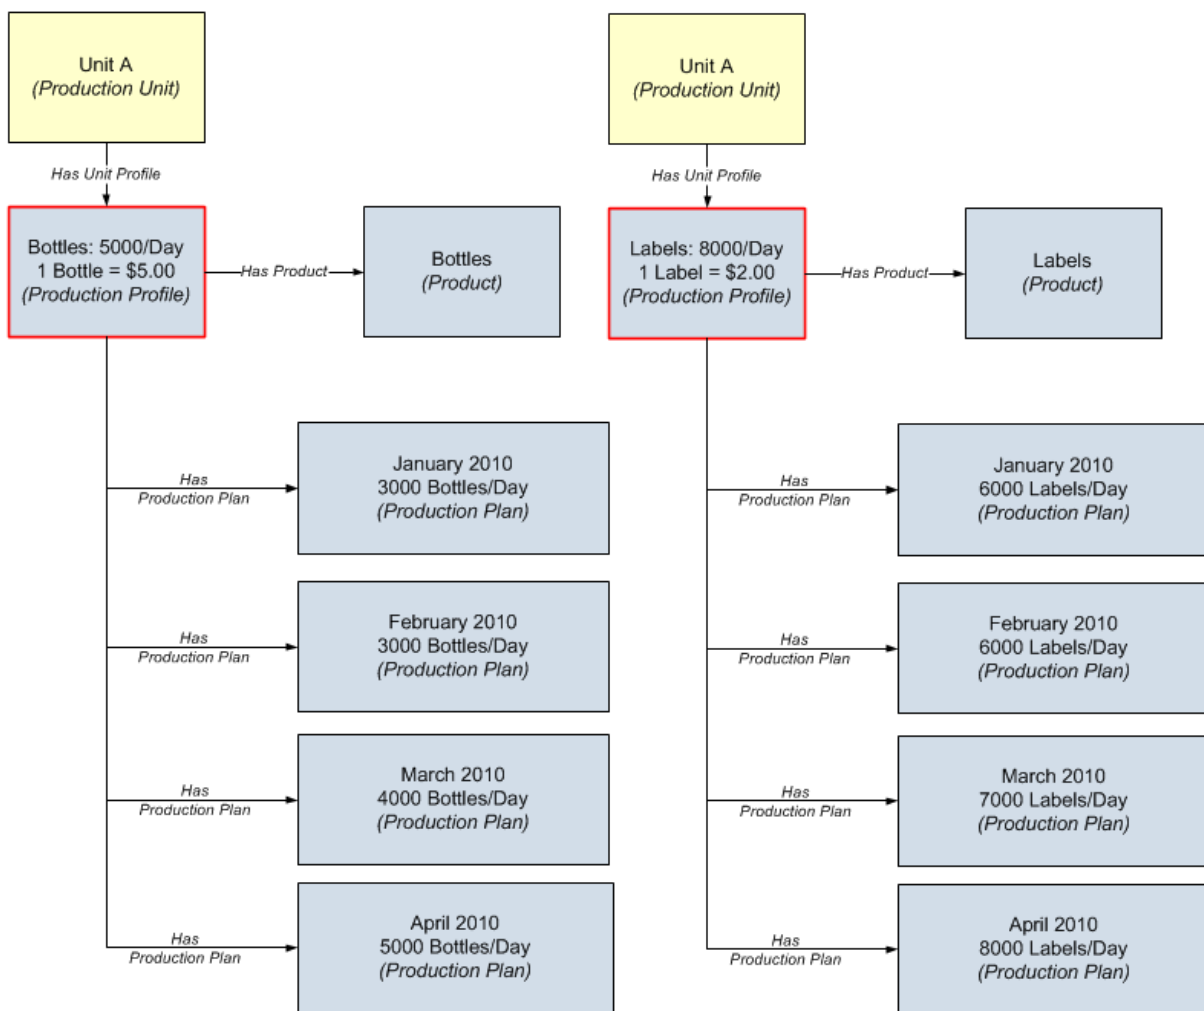 Unit A
(Production Unit)
Has Unit Profile
Bottles: 5000/Day
1 Bottle = $5.00
(Production Profile)
Has Product
Bottles
(Product)
Has
Production Plan
January 2010
3000 Bottles/Day
(Production Plan)
Has
Production Plan
February 2010
3000 Bottles/Day
(Production Plan)
Has
Production Plan
March 2010
4000 Bottles/Day
(Production Plan)
Has
Production Plan
April 2010
5000 Bottles/Day
(Production Plan)
Unit A
(Production Unit)
Has Unit Profile
Labels: 8000/Day
1 Label = $2.00
(Production Profile)
Has Product
Labels
(Product)
Has
Production Plan
January 2010
6000 Labels/Day
(Production Plan)
Has
Production Plan
February 2010
6000 Labels/Day
(Production Plan)
Has
Production Plan
March 2010
7000 Labels/Day
(Production Plan)
Has
Production Plan
April 2010
8000 Labels/Day
(Production Plan)